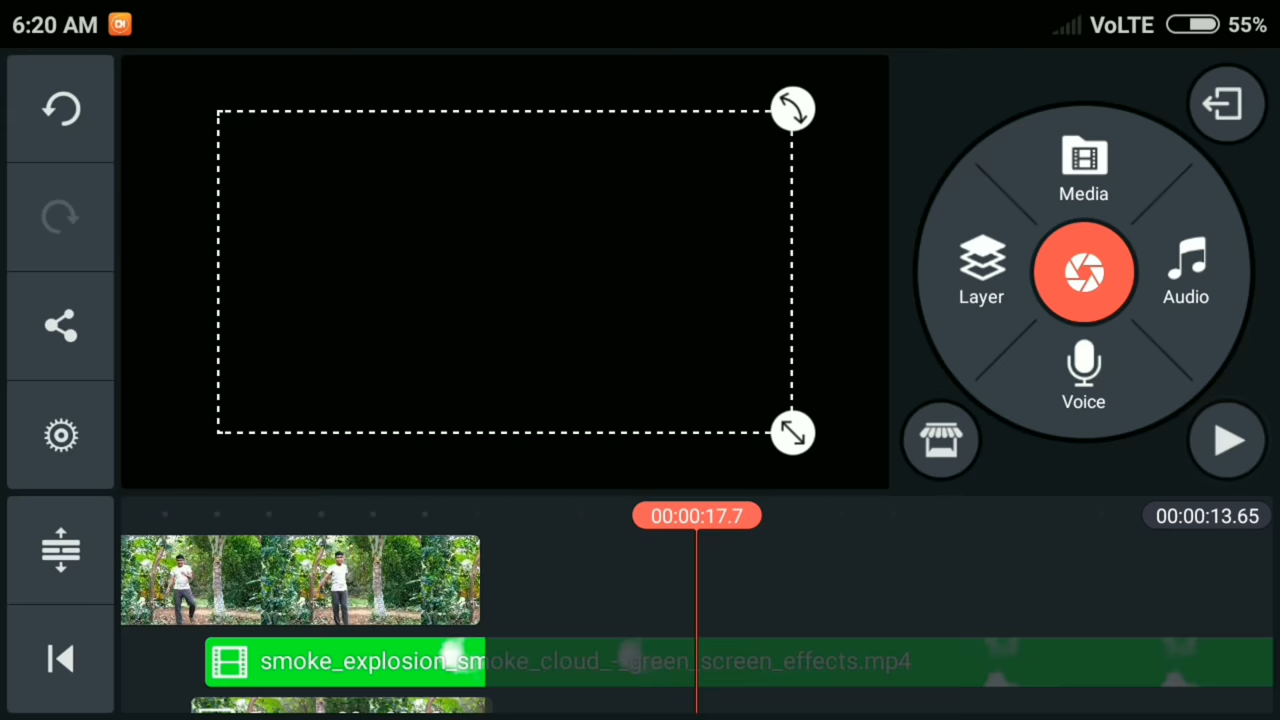 6:20 AM
VoLTE 55%
Media
Layer
Audio
Voice
00:00:17.7
00:00:13.65
smoke_explosion_smoke_cloud_-_green_screen_effects.mp4